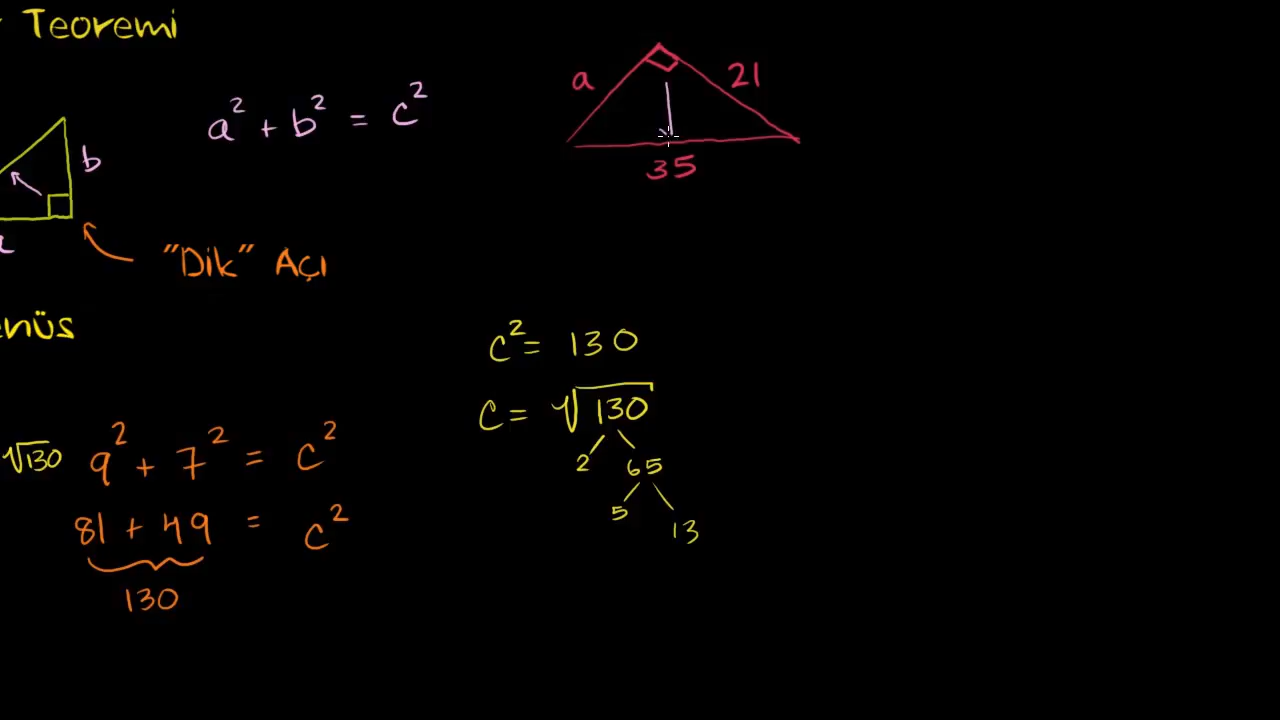 Teoremi
a² + b² = c²
b
"Dik" Açı
a
21
35
c² = 130
c = √130
2 65
5 13
√130
9² + 7² = c²
81 + 49 = c²
130